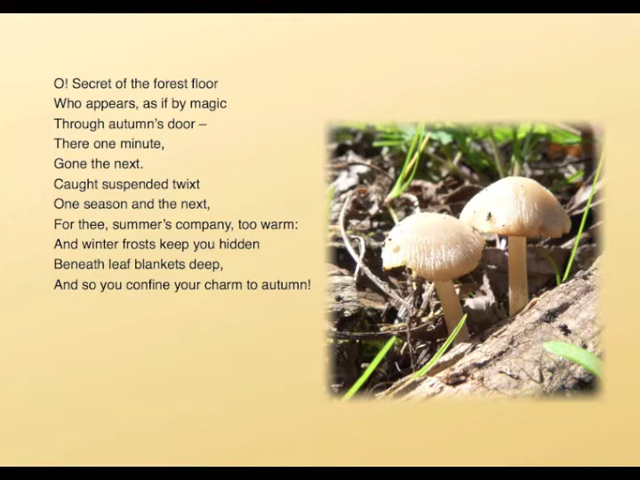 O! Secret of the forest floor
Who appears, as if by magic
Through autumn's door –
There one minute,
Gone the next.
Caught suspended twixt
One season and the next,
For thee, summer's company, too warm:
And winter frosts keep you hidden
Beneath leaf blankets deep,
And so you confine your charm to autumn!